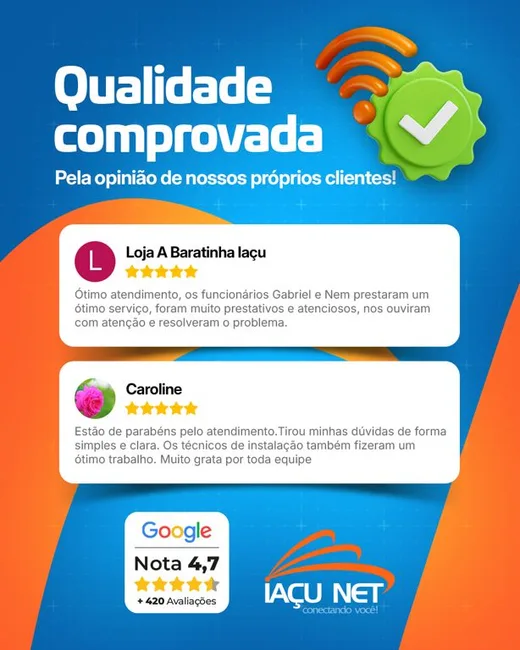 Qualidade
comprovada
Pela opinião de nossos próprios clientes!
L
Loja A Baratinha Iaçu
Ótimo atendimento, os funcionários Gabriel e Nem prestaram um
ótimo serviço, foram muito prestativos e atenciosos, nos ouviram
com atenção e resolveram o problema.
Caroline
Estão de parabéns pelo atendimento.Tirou minhas dúvidas de forma
simples e clara. Os técnicos de instalação também fizeram um
ótimo trabalho. Muito grata por toda equipe
Google
Nota 4,7
+ 420 Avaliações
IAÇU NET
conectando você!